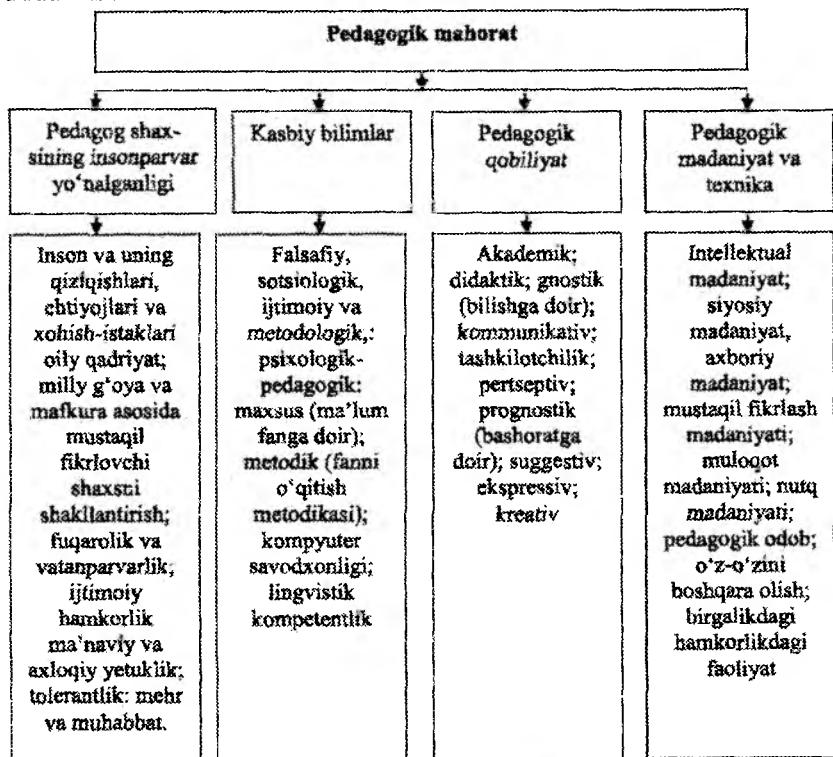 Pedagogik mahorat
Pedagog shax-
sining insonparvar
yo‘nalganligi
Kasbiy bilimlar
Pedagogik
qobiliyat
Pedagogik
madaniyat va
texnika
Inson va uning
qiziqishlari,
ehtiyojlari va
xohish-istaklari
oily qadriyat;
milly g‘oya va
mafkura asosida
mustaqil
fikrlovchi
shaxsni
shakllantirish;
fuqarolik va
vatanparvarlik,
ijtimoiy
hamkorlik
ma’naviy va
axloqiy yetuklik;
tolerantlik: mehr
va muhabbat.
Falsafiy,
sotsiologik,
ijtimoiy va
metodologik,:
psixologik-
pedagogik:
maxsus (ma’lum
fanga doir);
metodik (fanni
o‘qitish
metodikasi);
kompyuter
savodxonligi;
lingvistik
kompetentlik
Akademik;
didaktik; gnostik
(bilishga doir);
kommunikativ;
tashkilotchilik;
pertseptiv;
prognostik
(bashoratga
doir); suggestiv;
ekspressiv;
kreativ
Intellektual
madaniyat;
siyosiy
madaniyat,
axboriy
madaniyat;
mustaqil fikrlash
madaniyati;
muloqot
madaniyati; nutq
madaniyati;
pedagogik odob;
o‘z-o‘zini
boshqara olish;
birgalikdagi
hamkorlikdagi
faoliyat